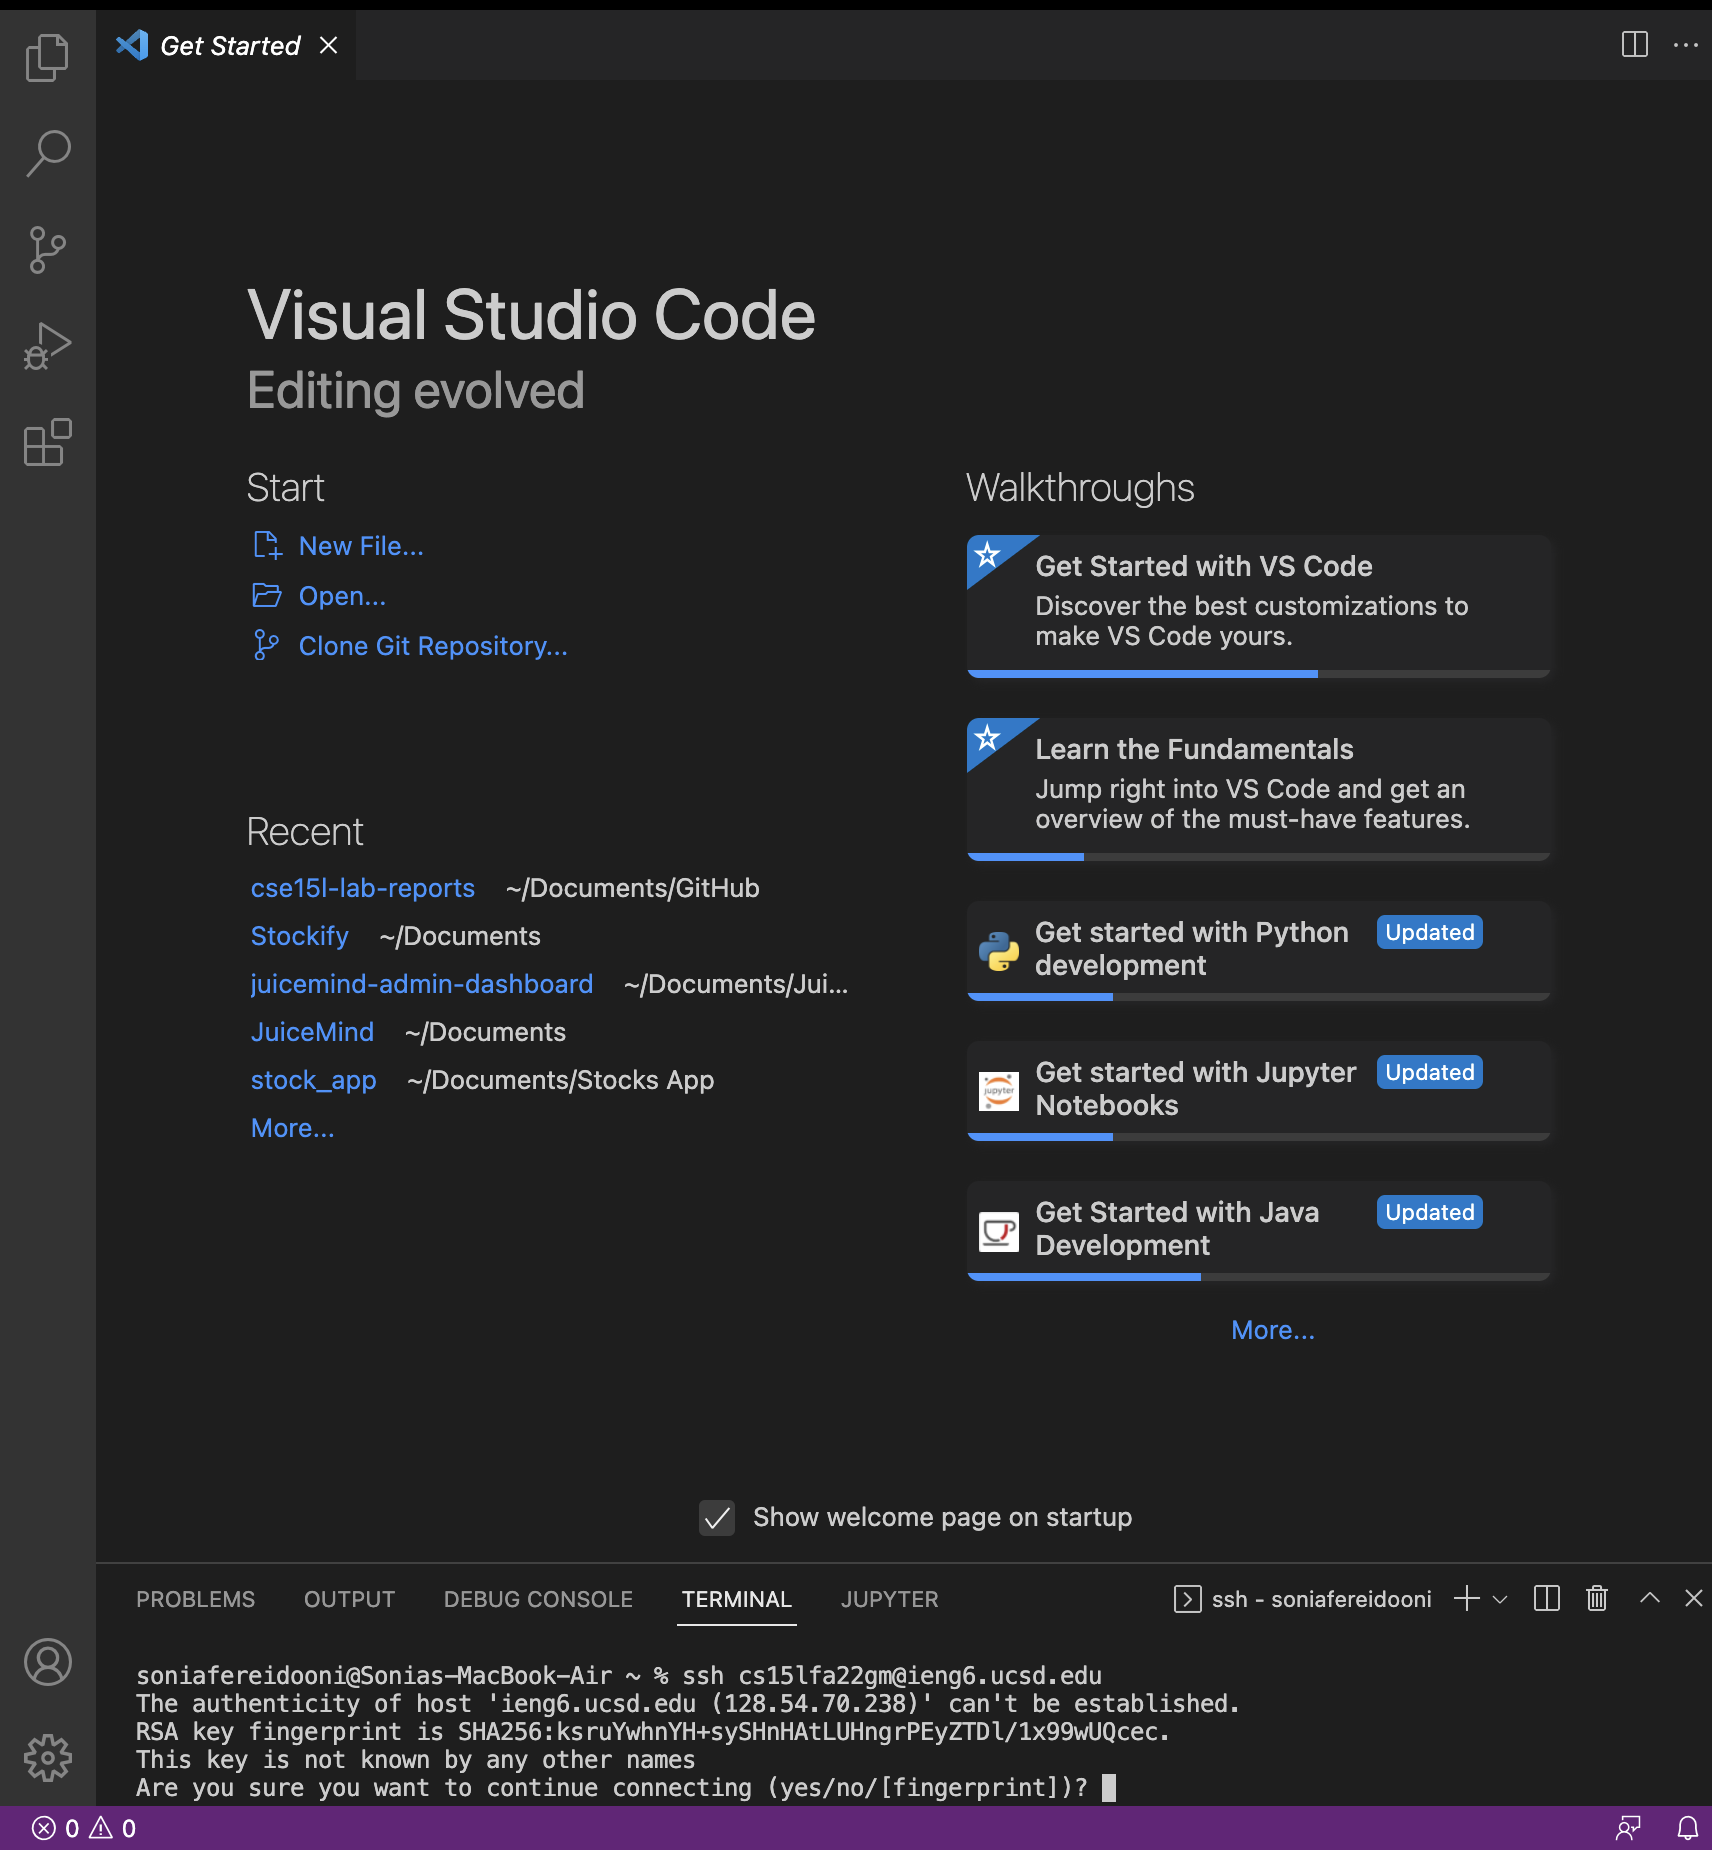 Get Started
Visual Studio Code
Editing evolved
Start
New File...
Open...
Clone Git Repository...
Recent
cse15l-lab-reports ~/Documents/GitHub
Stockify ~/Documents
juicemind-admin-dashboard ~/Documents/Jui...
JuiceMind ~/Documents
stock_app ~/Documents/Stocks App
More...
Walkthroughs
Get Started with VS Code
Discover the best customizations to
make VS Code yours.
Learn the Fundamentals
Jump right into VS Code and get an
overview of the must-have features.
Get started with Python Updated
development
jupyter
Get started with Jupyter Updated
Notebooks
Get Started with Java Updated
Development
More...
Show welcome page on startup
PROBLEMS OUTPUT DEBUG CONSOLE TERMINAL JUPYTER ssh - soniafereidooni
soniafereidooni@Sonias-MacBook-Air ~ % ssh cs15lfa22gm@ieng6.ucsd.edu
The authenticity of host 'ieng6.ucsd.edu (128.54.70.238)' can't be established.
RSA key fingerprint is SHA256:ksruYwhnYH+sySHnHAtLUHngrPEyZTDl/1x99wUQcec.
This key is not known by any other names
Are you sure you want to continue connecting (yes/no/[fingerprint])?
0 0